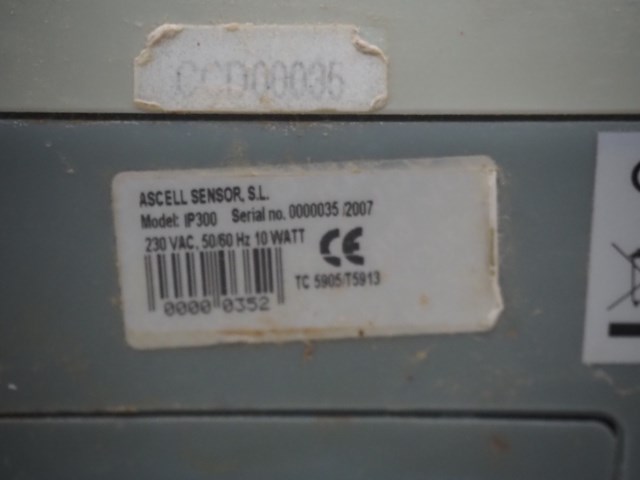 CCD00035
ASCELL SENSOR, S.L.
Model: IP300 Serial no. 0000035 /2007
230 VAC, 50/60 Hz 10 WATT CE
TC 5905/T5913
0000 0352